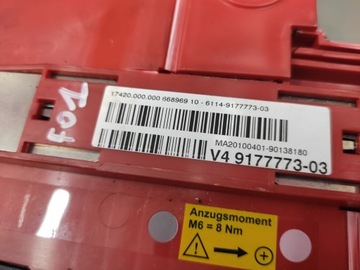 17420.000.000 668969 10 - 6114-9177773-03
F01
MA20100401-90138180
V4 9177773-03
Anzugsmoment
M6 = 8 Nm